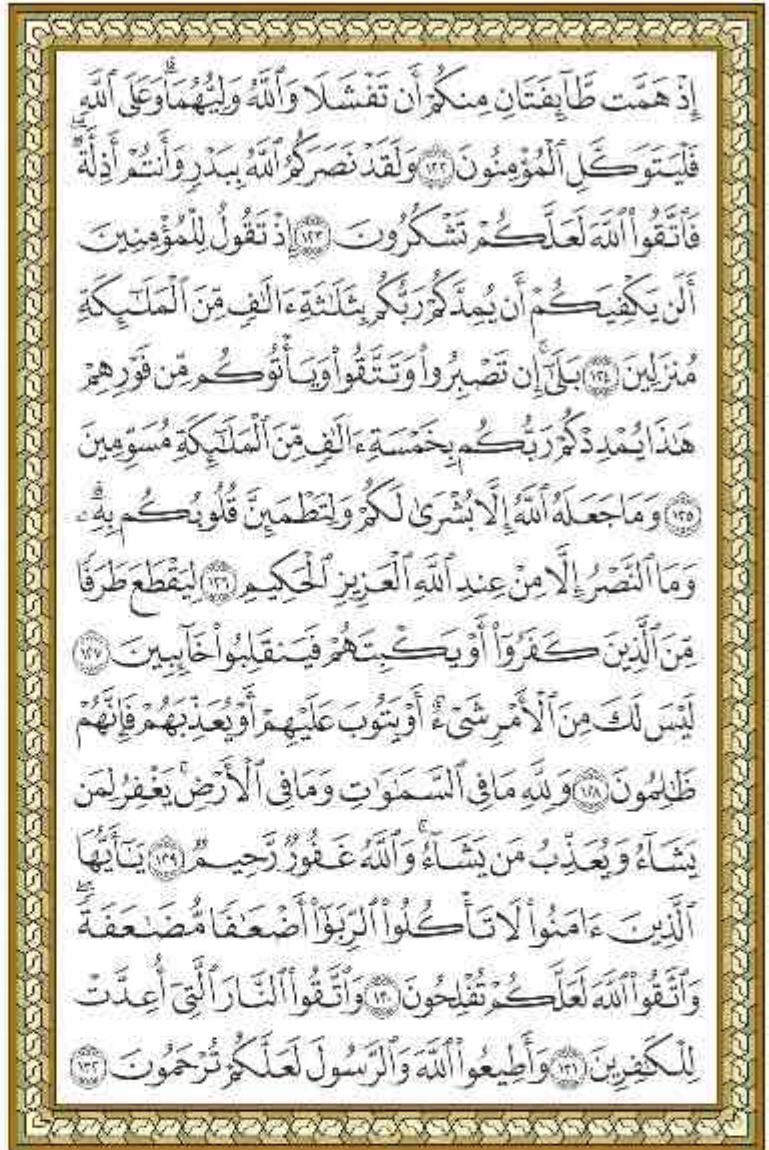 إِذْ هَمَّت طَّآئِفَتَانِ مِنكُمْ أَن تَفْشَلَا وَٱللَّهُ وَلِيُّهُمَا ۗ وَعَلَى ٱللَّهِ
فَلْيَتَوَكَّلِ ٱلْمُؤْمِنُونَ ١٢٢ وَلَقَدْ نَصَرَكُمُ ٱللَّهُ بِبَدْرٍ وَأَنتُمْ أَذِلَّةٌ ۖ
فَٱتَّقُوا۟ ٱللَّهَ لَعَلَّكُمْ تَشْكُرُونَ ١٢٣ إِذْ تَقُولُ لِلْمُؤْمِنِينَ
أَلَن يَكْفِيَكُمْ أَن يُمِدَّكُمْ رَبُّكُم بِثَلَـٰثَةِ ءَالَـٰفٍ مِّنَ ٱلْمَلَـٰٓئِكَةِ
مُنزَلِينَ ١٢٤ بَلَىٰٓ ۚ إِن تَصْبِرُوا۟ وَتَتَّقُوا۟ وَيَأْتُوكُم مِّن فَوْرِهِمْ
هَـٰذَا يُمْدِدْكُمْ رَبُّكُم بِخَمْسَةِ ءَالَـٰفٍ مِّنَ ٱلْمَلَـٰٓئِكَةِ مُسَوِّمِينَ
١٢٥ وَمَا جَعَلَهُ ٱللَّهُ إِلَّا بُشْرَىٰ لَكُمْ وَلِتَطْمَئِنَّ قُلُوبُكُم بِهِۦ ۗ
وَمَا ٱلنَّصْرُ إِلَّا مِنْ عِندِ ٱللَّهِ ٱلْعَزِيزِ ٱلْحَكِيمِ ١٢٦ لِيَقْطَعَ طَرَفًا
مِّنَ ٱلَّذِينَ كَفَرُوٓا۟ أَوْ يَكْبِتَهُمْ فَيَنقَلِبُوا۟ خَآئِبِينَ ١٢٧
لَيْسَ لَكَ مِنَ ٱلْأَمْرِ شَىْءٌ أَوْ يَتُوبَ عَلَيْهِمْ أَوْ يُعَذِّبَهُمْ فَإِنَّهُمْ
ظَـٰلِمُونَ ١٢٨ وَلِلَّهِ مَا فِى ٱلسَّمَـٰوَٰتِ وَمَا فِى ٱلْأَرْضِ ۚ يَغْفِرُ لِمَن
يَشَآءُ وَيُعَذِّبُ مَن يَشَآءُ ۚ وَٱللَّهُ غَفُورٌ رَّحِيمٌ ١٢٩ يَـٰٓأَيُّهَا
ٱلَّذِينَ ءَامَنُوا۟ لَا تَأْكُلُوا۟ ٱلرِّبَوٰٓا۟ أَضْعَـٰفًا مُّضَـٰعَفَةً ۖ
وَٱتَّقُوا۟ ٱللَّهَ لَعَلَّكُمْ تُفْلِحُونَ ١٣٠ وَٱتَّقُوا۟ ٱلنَّارَ ٱلَّتِىٓ أُعِدَّتْ
لِلْكَـٰفِرِينَ ١٣١ وَأَطِيعُوا۟ ٱللَّهَ وَٱلرَّسُولَ لَعَلَّكُمْ تُرْحَمُونَ ١٣٢